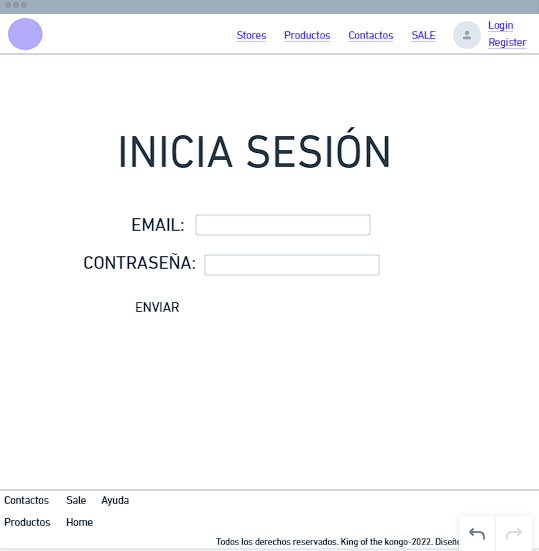 Stores Productos Contactos SALE Login
Register
INICIA SESIÓN
EMAIL:
CONTRASEÑA:
ENVIAR
Contactos Sale Ayuda
Productos Home
Todos los derechos reservados. King of the kongo-2022. Diseño